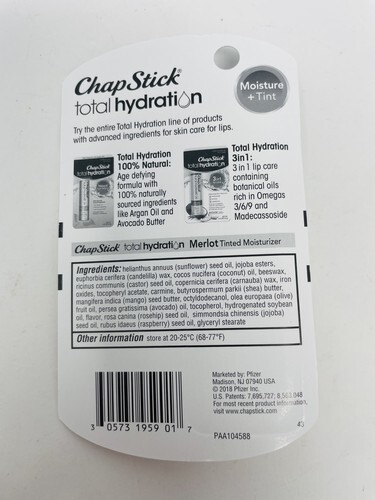 ChapStick®
total hydration
Moisture
+ Tint
Try the entire Total Hydration line of products
with advanced ingredients for skin care for lips.
Total Hydration
100% Natural:
Age defying
formula with
100% naturally
sourced ingredients
like Argan Oil and
Avocado Butter
ChapStick
total hydration
Total Hydration
3in1:
3 in 1 lip care
containing
botanical oils
rich in Omegas
3/6/9 and
Madecassoside
ChapStick
total hydration
3in1
ChapStick total hydration Merlot Tinted Moisturizer
Ingredients: helianthus annuus (sunflower) seed oil, jojoba esters,
euphorbia cerifera (candelilla) wax, cocos nucifera (coconut) oil, beeswax,
ricinus communis (castor) seed oil, copernicia cerifera (carnauba) wax, iron
oxides, tocopheryl acetate, carmine, butyrospermum parkii (shea) butter,
mangifera indica (mango) seed butter, octyldodecanol, olea europaea (olive)
fruit oil, persea gratissima (avocado) oil, tocopherol, hydrogenated soybean
oil, flavor, rosa canina (rosehip) seed oil, simmondsia chinensis (jojoba)
seed oil, rubus idaeus (raspberry) seed oil, glyceryl stearate
Other information store at 20-25°C (68-77°F)
Marketed by: Pfizer
Madison, NJ 07940 USA
© 2018 Pfizer Inc.
U.S. Patents: 7,695,727; 8,563,048
For most recent product information,
visit www.chapstick.com
3 0573 1959 01 7
PAA104588